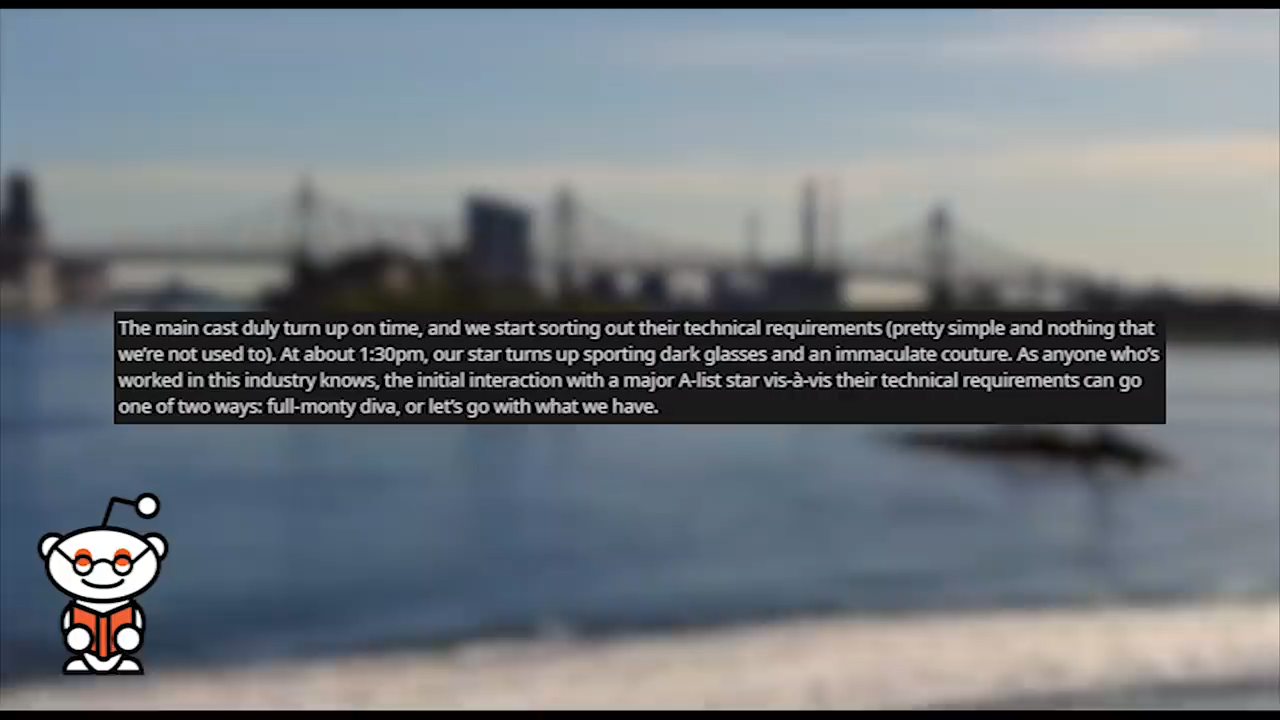 The main cast duly turn up on time, and we start sorting out their technical requirements (pretty simple and nothing that
we're not used to). At about 1:30pm, our star turns up sporting dark glasses and an immaculate couture. As anyone who's
worked in this industry knows, the initial interaction with a major A-list star vis-à-vis their technical requirements can go
one of two ways: full-monty diva, or let's go with what we have.